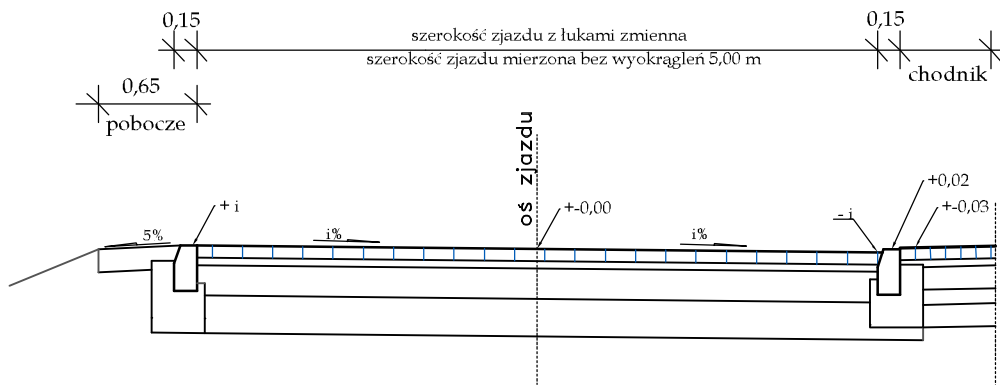 0,15
szerokość zjazdu z łukami zmienna
0,15
szerokość zjazdu mierzona bez wyokrągleń 5,00 m
chodnik
0,65
pobocze
oś zjazdu
+ i
+-0,00
- i
+0,02
+-0,03
5%
i%
i%